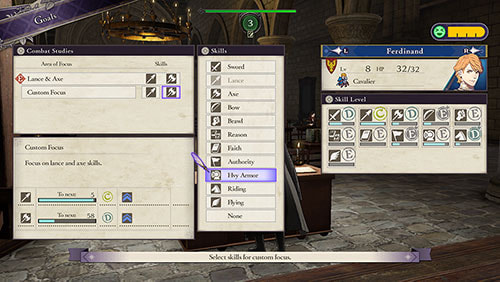 Goals
3
Combat Studies
Area of Focus Skills
Lance & Axe
Custom Focus
Custom Focus
Focus on lance and axe skills.
To next: 5 C
To next: 58 D
Skills
Sword
Lance
Axe
Bow
Brawl
Reason
Faith
Authority
Hvy Armor
Riding
Flying
None
L Ferdinand R
Lv 8 HP 32/32
Cavalier
Skill Level
D C D E E
E E E E D
E
Select skills for custom focus.